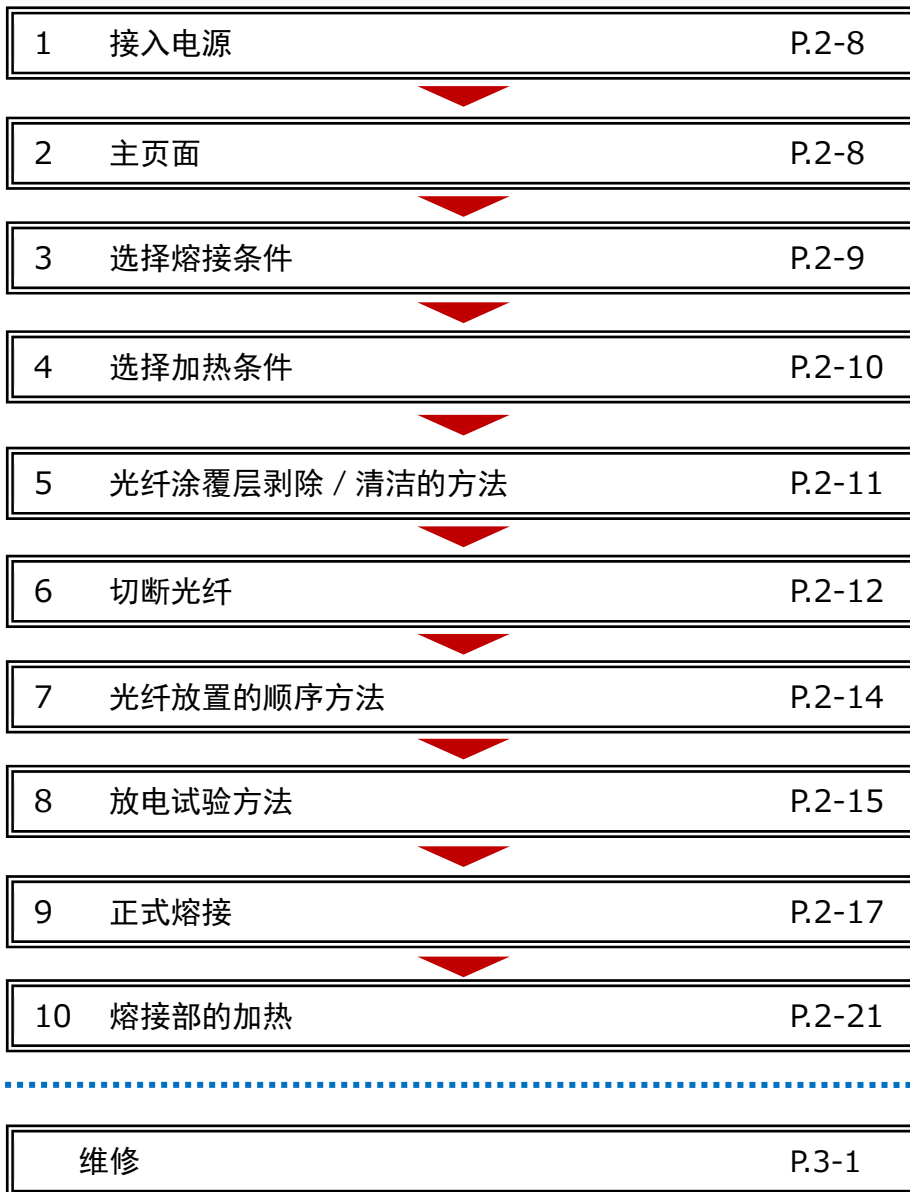 1 接入电源 P.2-8
2 主页面 P.2-8
3 选择熔接条件 P.2-9
4 选择加热条件 P.2-10
5 光纤涂覆层剥除 / 清洁的方法 P.2-11
6 切断光纤 P.2-12
7 光纤放置的顺序方法 P.2-14
8 放电试验方法 P.2-15
9 正式熔接 P.2-17
10 熔接部的加热 P.2-21
维修 P.3-1